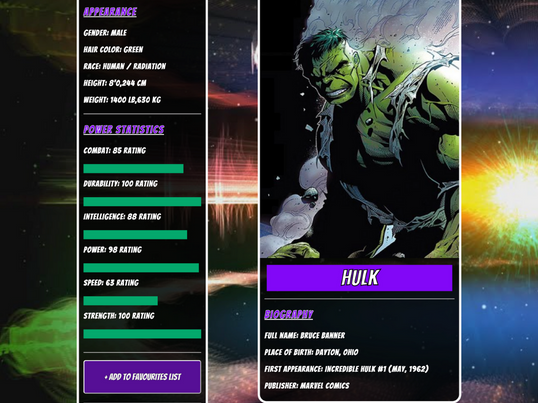 APPEARANCE
GENDER: MALE
HAIR COLOR: GREEN
RACE: HUMAN / RADIATION
HEIGHT: 8'0,244 CM
WEIGHT: 1400 LB,630 KG
POWER STATISTICS
COMBAT: 85 RATING
DURABILITY: 100 RATING
INTELLIGENCE: 88 RATING
POWER: 98 RATING
SPEED: 63 RATING
STRENGTH: 100 RATING
+ ADD TO FAVOURITES LIST
HULK
BIOGRAPHY
FULL NAME: BRUCE BANNER
PLACE OF BIRTH: DAYTON, OHIO
FIRST APPEARANCE: INCREDIBLE HULK #1 (MAY, 1962)
PUBLISHER: MARVEL COMICS